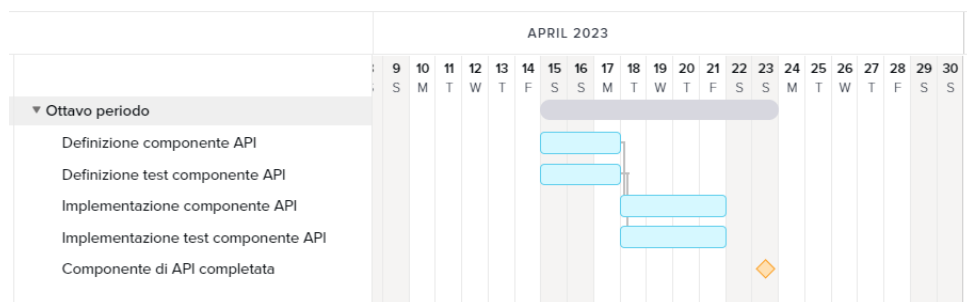 APRIL 2023
9 10 11 12 13 14 15 16 17 18 19 20 21 22 23 24 25 26 27 28 29 30
S M T W T F S S M T W T F S S M T W T F S S
Ottavo periodo
Definizione componente API
Definizione test componente API
Implementazione componente API
Implementazione test componente API
Componente di API completata